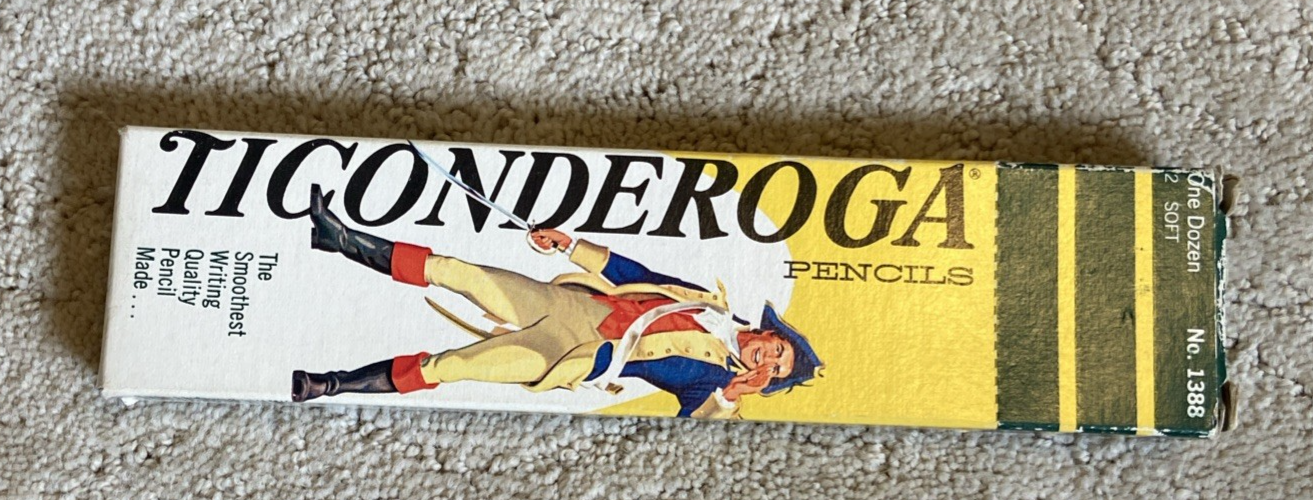 TICONDEROGA®
PENCILS
The
Smoothest
Writing
Quality
Pencil
Made...
One Dozen No. 1388
2 SOFT